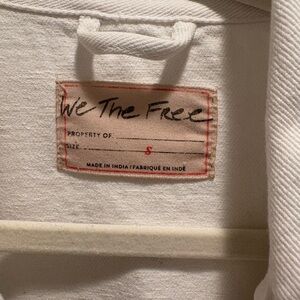 We The Free
PROPERTY OF
SIZE S
MADE IN INDIA/FABRIQUÉ EN INDE